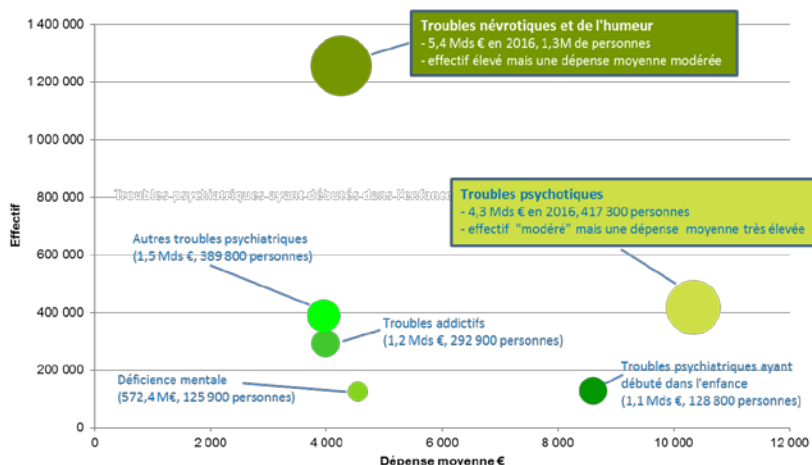 1 400 000
Troubles névrotiques et de l'humeur
- 5,4 Mds € en 2016, 1,3M de personnes
- effectif élevé mais une dépense moyenne modérée
1 200 000
1 000 000
800 000
Troubles psychiatriques ayant débutés dans l'enfance
Troubles psychotiques
- 4,3 Mds € en 2016, 417 300 personnes
- effectif "modéré" mais une dépense moyenne très élevée
600 000
Effectif
Autres troubles psychiatriques
(1,5 Mds €, 389 800 personnes)
400 000
Troubles addictifs
(1,2 Mds €, 292 900 personnes)
200 000
Déficience mentale
(572,4 M€, 125 900 personnes)
Troubles psychiatriques ayant
débuté dans l'enfance
(1,1 Mds €, 128 800 personnes)
0
0
2 000
4 000
6 000
8 000
10 000
12 000
Dépense moyenne €